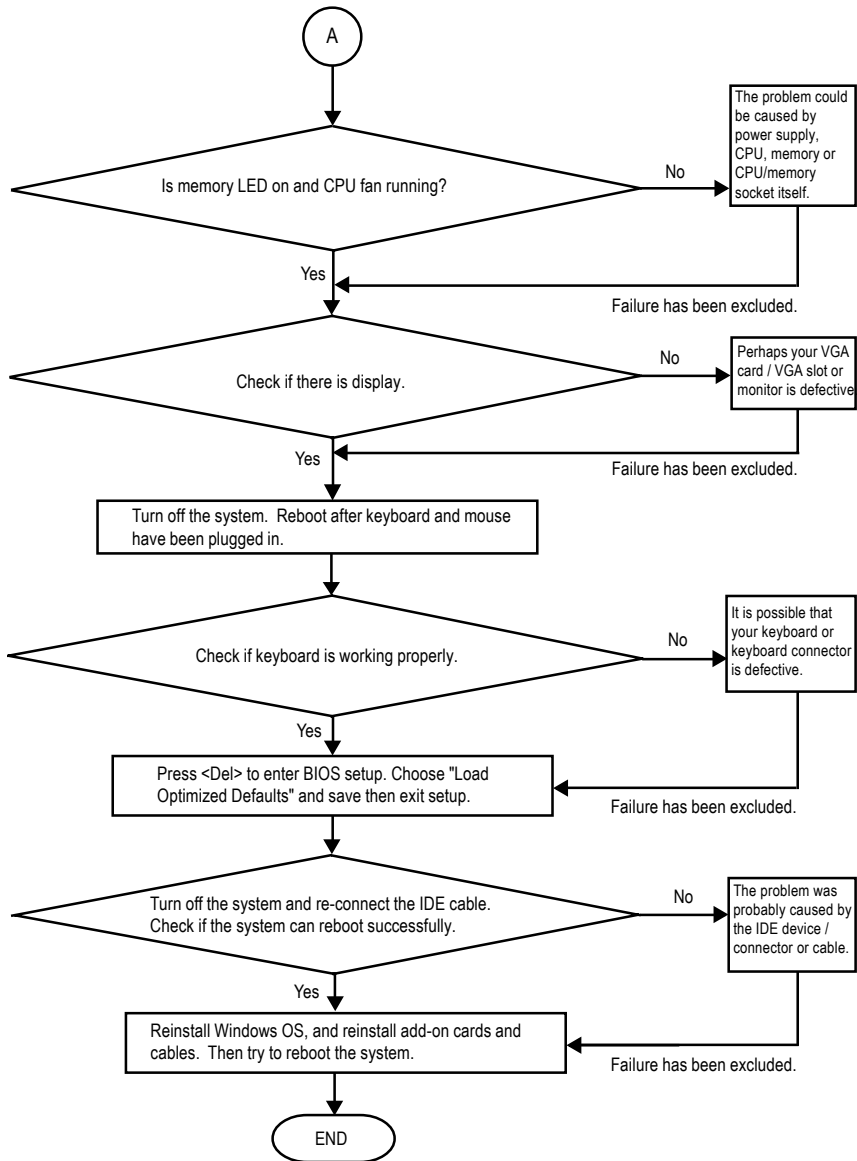 A
Is memory LED on and CPU fan running?
No
The problem could
be caused by
power supply,
CPU, memory or
CPU/memory
socket itself.
Yes
Failure has been excluded.
Check if there is display.
No
Perhaps your VGA
card / VGA slot or
monitor is defective
Yes
Failure has been excluded.
Turn off the system.  Reboot after keyboard and mouse
have been plugged in.
Check if keyboard is working properly.
No
It is possible that
your keyboard or
keyboard connector
is defective.
Yes
Press <Del> to enter BIOS setup. Choose "Load
Optimized Defaults" and save then exit setup.
Failure has been excluded.
Turn off the system and re-connect the IDE cable.
Check if the system can reboot successfully.
No
The problem was
probably caused by
the IDE device /
connector or cable.
Yes
Reinstall Windows OS, and reinstall add-on cards and
cables.  Then try to reboot the system.
Failure has been excluded.
END